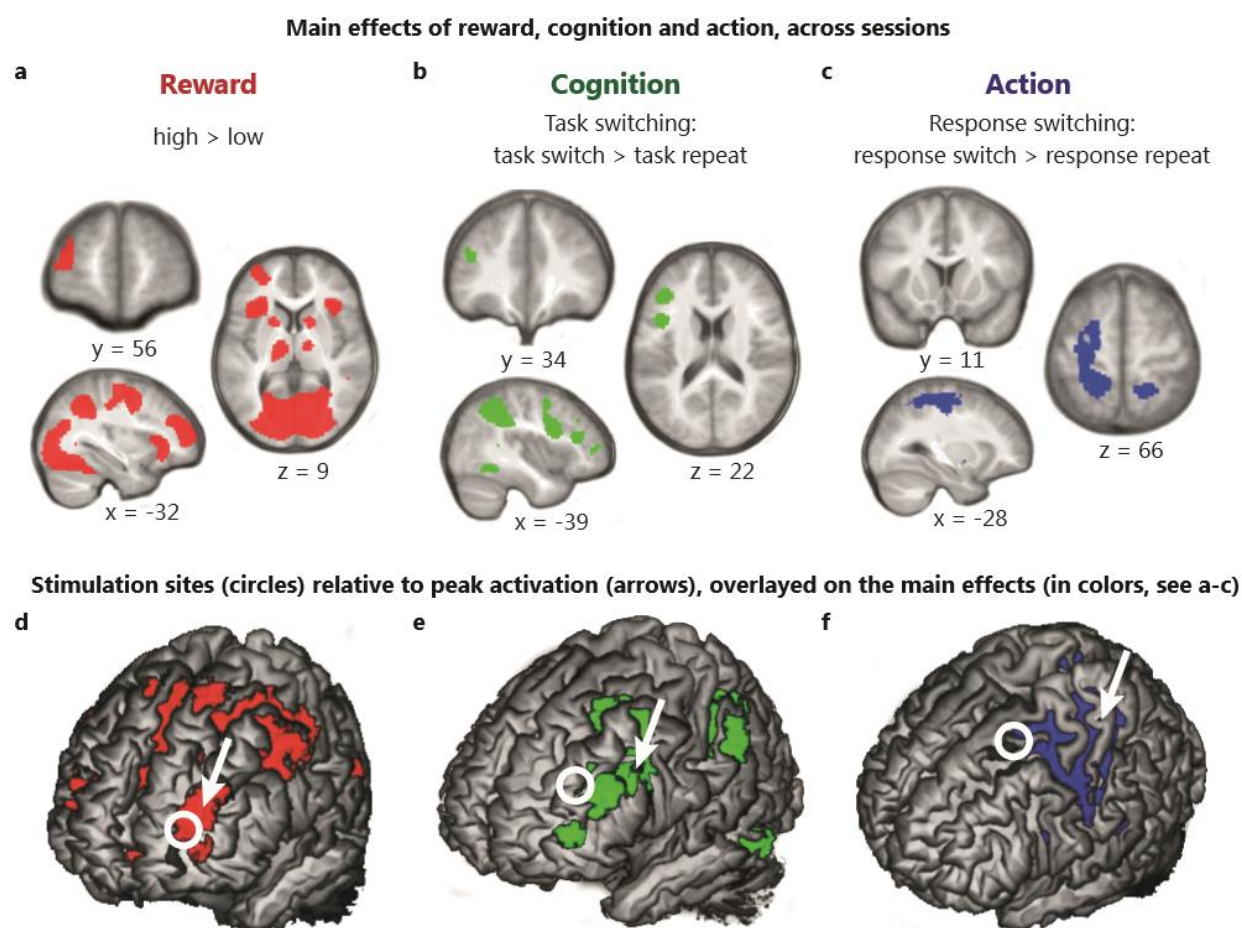 Main effects of reward, cognition and action, across sessions
a
Reward
high > low
y = 56
z = 9
x = -32
b
Cognition
Task switching:
task switch > task repeat
y = 34
z = 22
x = -39
c
Action
Response switching:
response switch > response repeat
y = 11
z = 66
x = -28
Stimulation sites (circles) relative to peak activation (arrows), overlayed on the main effects (in colors, see a-c)
d
e
f